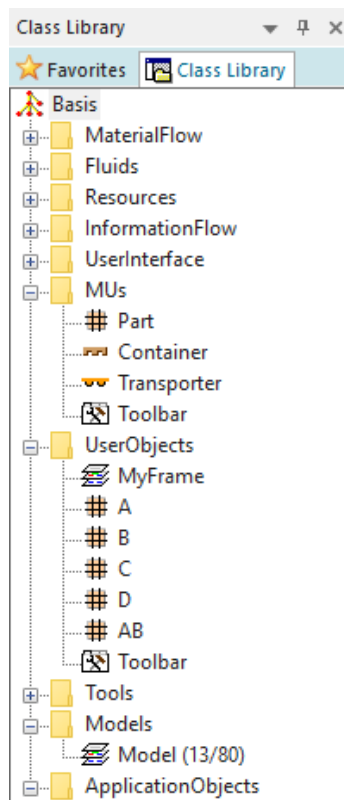 Class Library
Favorites Class Library
Basis
MaterialFlow
Fluids
Resources
InformationFlow
UserInterface
MUs
Part
Container
Transporter
Toolbar
UserObjects
MyFrame
A
B
C
D
AB
Toolbar
Tools
Models
Model (13/80)
ApplicationObjects